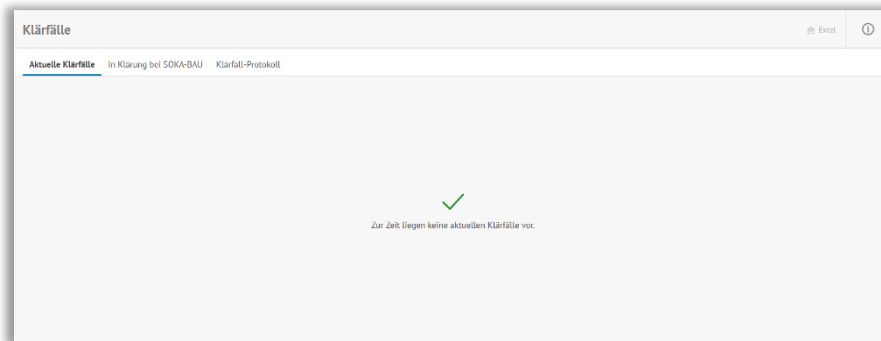 Klärfälle
Excel
Aktuelle Klärfälle In Klärung bei SOKA-BAU Klärfall-Protokoll
Zur Zeit liegen keine aktuellen Klärfälle vor.